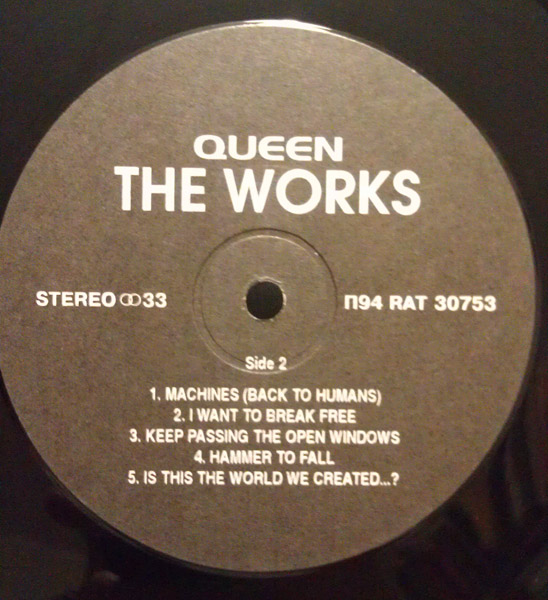 QUEEN
THE WORKS
STEREO 33
П94 RAT 30753
Side 2
1. MACHINES (BACK TO HUMANS)
2. I WANT TO BREAK FREE
3. KEEP PASSING THE OPEN WINDOWS
4. HAMMER TO FALL
5. IS THIS THE WORLD WE CREATED...?